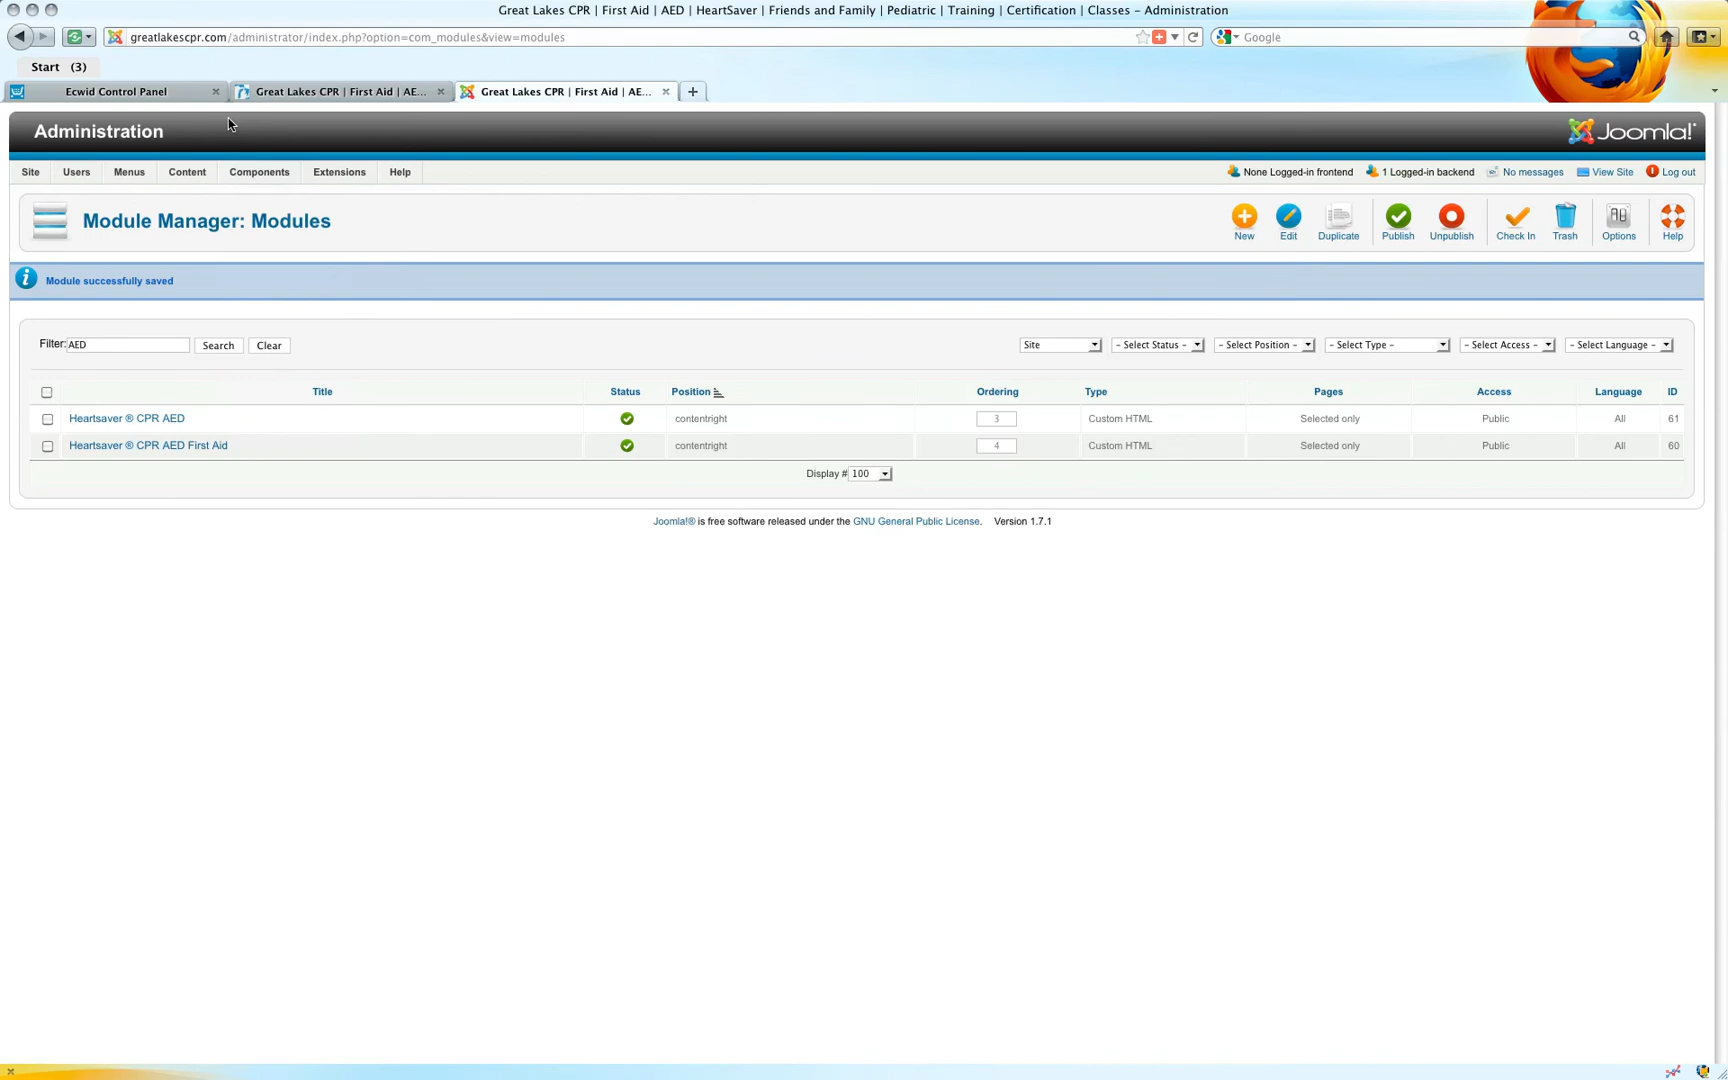 Great Lakes CPR | First Aid | AED | HeartSaver | Friends and Family | Pediatric | Training | Certification | Classes – Administration
greatlakescpr.com/administrator/index.php?option=com_modules&view=modules
Google
Start (3)
Ecwid Control Panel
Great Lakes CPR | First Aid | AE...
Great Lakes CPR | First Aid | AE...
Administration
Joomla!®
Site Users Menus Content Components Extensions Help
None Logged-in frontend 1 Logged-in backend No messages View Site Log out
Module Manager: Modules
New Edit Duplicate Publish Unpublish Check In Trash Options Help
Module successfully saved
Filter: AED Search Clear
Site - Select Status - - Select Position - - Select Type - - Select Access - - Select Language -
Title Status Position Ordering Type Pages Access Language ID
Heartsaver ® CPR AED contentright 3 Custom HTML Selected only Public All 61
Heartsaver ® CPR AED First Aid contentright 4 Custom HTML Selected only Public All 60
Display # 100
Joomla!® is free software released under the GNU General Public License. Version 1.7.1